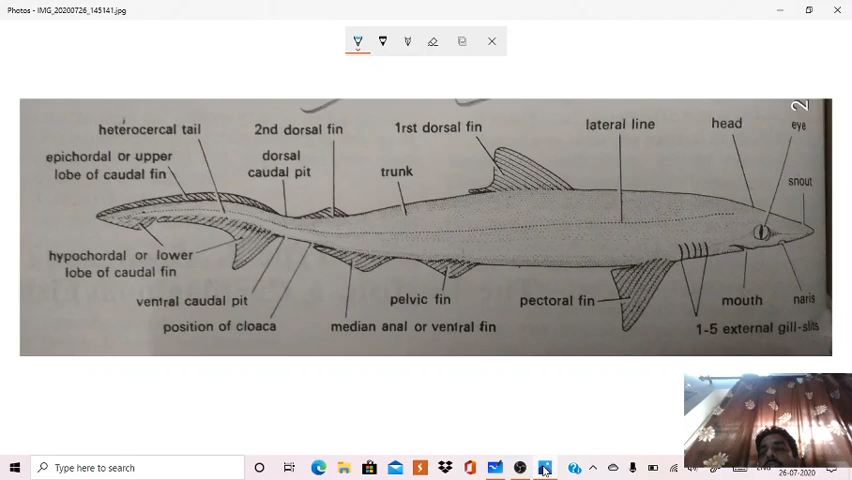 Photos - IMG_20200726_145141.jpg
2
heterocercal tail
2nd dorsal fin
1rst dorsal fin
lateral line
head
eye
epichordal or upper
lobe of caudal fin
dorsal
caudal pit
trunk
snout
hypochordal or lower
lobe of caudal fin
ventral caudal pit
pelvic fin
pectoral fin
mouth
naris
position of cloaca
median anal or ventral fin
1-5 external gill-slits
Type here to search
26-07-2020